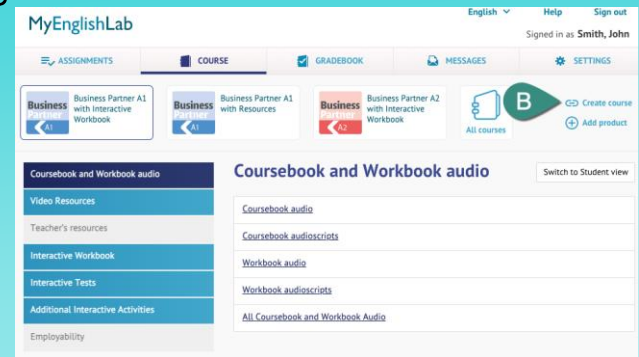 English Help Sign out
MyEnglishLab
Signed in as Smith, John
ASSIGNMENTS COURSE GRADEBOOK MESSAGES SETTINGS
Business Partner A1
Business Partner A1 with Interactive Workbook
Business Partner A1
Business Partner A1 with Resources
Business Partner A2
Business Partner A2 with Interactive Workbook
All courses
B
Create course
Add product
Coursebook and Workbook audio
Video Resources
Teacher's resources
Interactive Workbook
Interactive Tests
Additional Interactive Activities
Employability
Coursebook and Workbook audio
Switch to Student view
Coursebook audio
Coursebook audioscripts
Workbook audio
Workbook audioscripts
All Coursebook and Workbook Audio